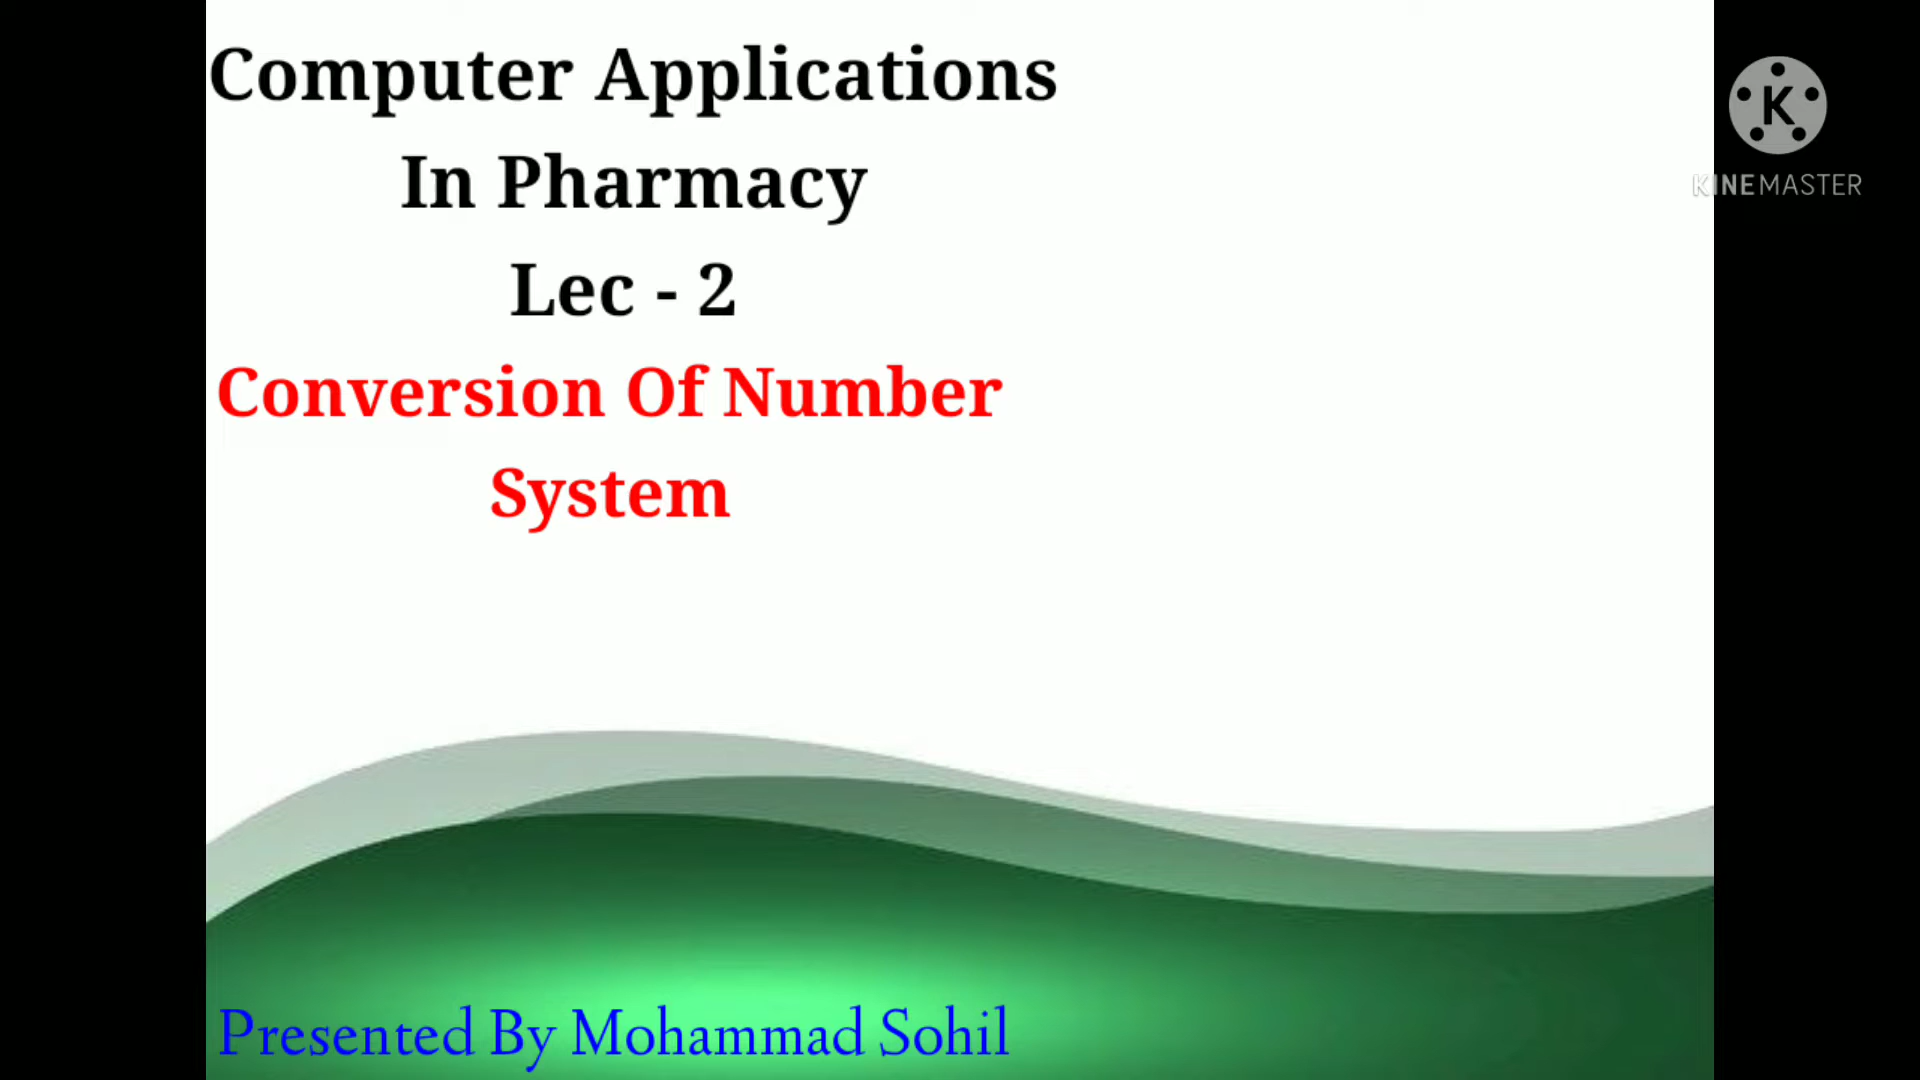 Computer Applications
In Pharmacy
Lec - 2
Conversion Of Number
System
K
KINEMASTER
Presented By Mohammad Sohil